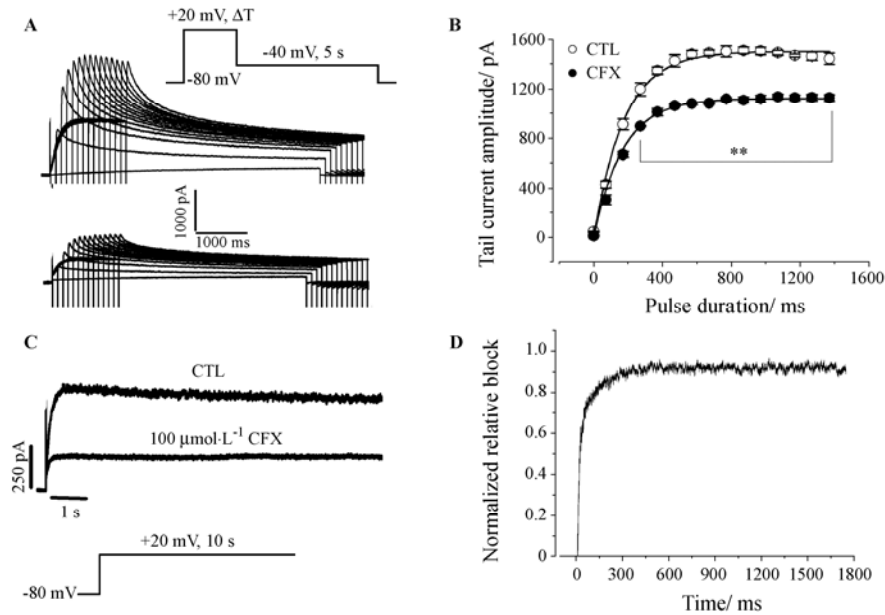 A
+20 mV, ΔT
-40 mV, 5 s
-80 mV
1000 pA
1000 ms
B
Tail current amplitude/ pA
1600
1200
800
400
0
CTL
CFX
**
0 400 800 1200 1600
Pulse duration/ ms
C
CTL
100 μmol·L⁻¹ CFX
250 pA
1 s
+20 mV, 10 s
-80 mV
D
Normalized relative block
1.0
0.8
0.6
0.4
0.2
0
0 300 600 900 1200 1500 1800
Time/ ms